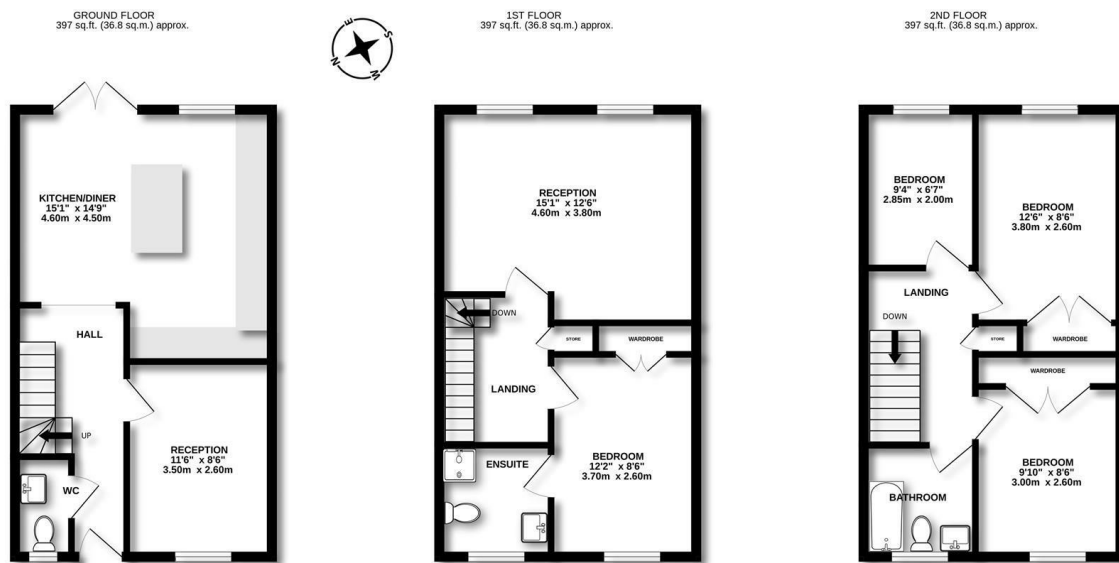 GROUND FLOOR
397 sq.ft. (36.8 sq.m.) approx.
E
S
N
W
1ST FLOOR
397 sq.ft. (36.8 sq.m.) approx.
2ND FLOOR
397 sq.ft. (36.8 sq.m.) approx.
KITCHEN/DINER
15'1" x 14'9"
4.60m x 4.50m
HALL
UP
RECEPTION
11'6" x 8'6"
3.50m x 2.60m
WC
RECEPTION
15'1" x 12'6"
4.60m x 3.80m
DOWN
STORE
WARDROBE
LANDING
ENSUITE
BEDROOM
12'2" x 8'6"
3.70m x 2.60m
BEDROOM
9'4" x 6'7"
2.85m x 2.00m
BEDROOM
12'6" x 8'6"
3.80m x 2.60m
LANDING
DOWN
STORE
WARDROBE
WARDROBE
BEDROOM
9'10" x 8'6"
3.00m x 2.60m
BATHROOM